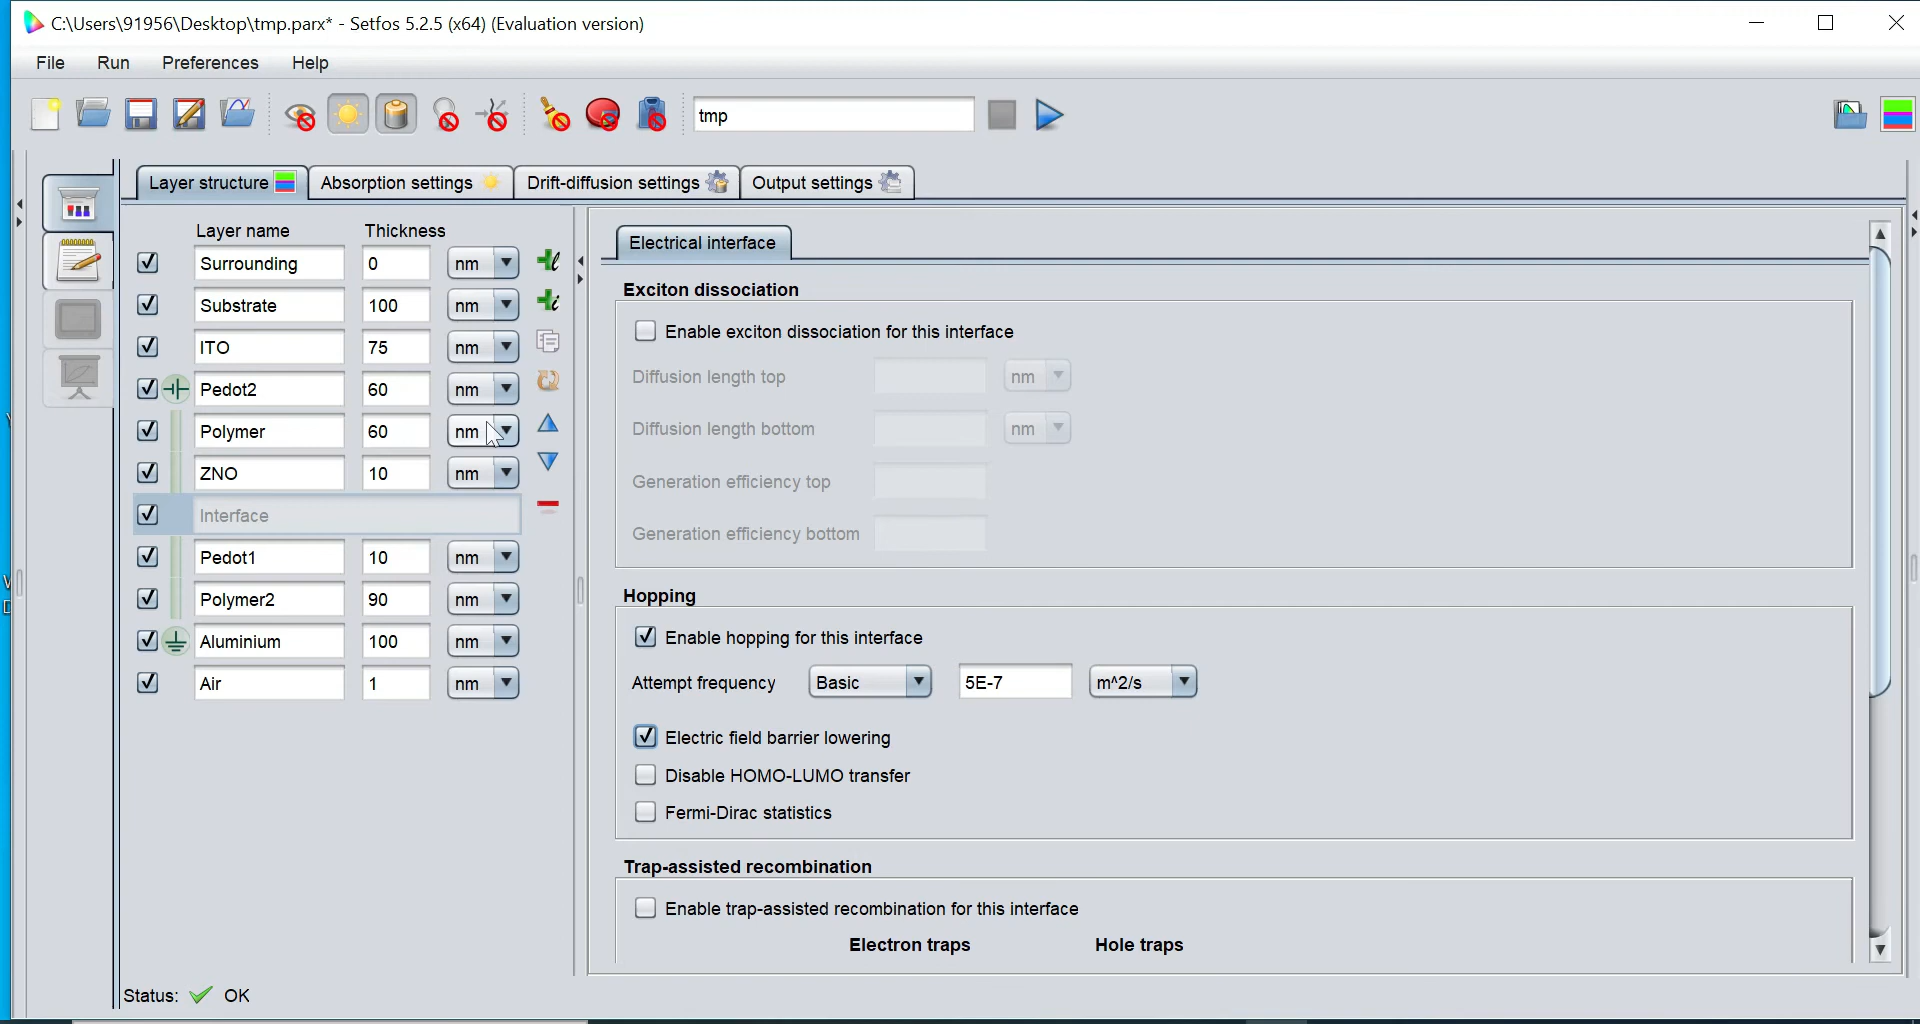 C:\Users\91956\Desktop\tmp.parx* - Setfos 5.2.5 (x64) (Evaluation version)
File Run Preferences Help
tmp
Layer structure Absorption settings Drift-diffusion settings Output settings
Layer name Thickness
Surrounding 0 nm
Substrate 100 nm
ITO 75 nm
Pedot2 60 nm
Polymer 60 nm
ZNO 10 nm
Interface
Pedot1 10 nm
Polymer2 90 nm
Aluminium 100 nm
Air 1 nm
Electrical interface
Exciton dissociation
Enable exciton dissociation for this interface
Diffusion length top nm
Diffusion length bottom nm
Generation efficiency top
Generation efficiency bottom
Hopping
Enable hopping for this interface
Attempt frequency Basic 5E-7 m^2/s
Electric field barrier lowering
Disable HOMO-LUMO transfer
Fermi-Dirac statistics
Trap-assisted recombination
Enable trap-assisted recombination for this interface
Electron traps Hole traps
Status: OK